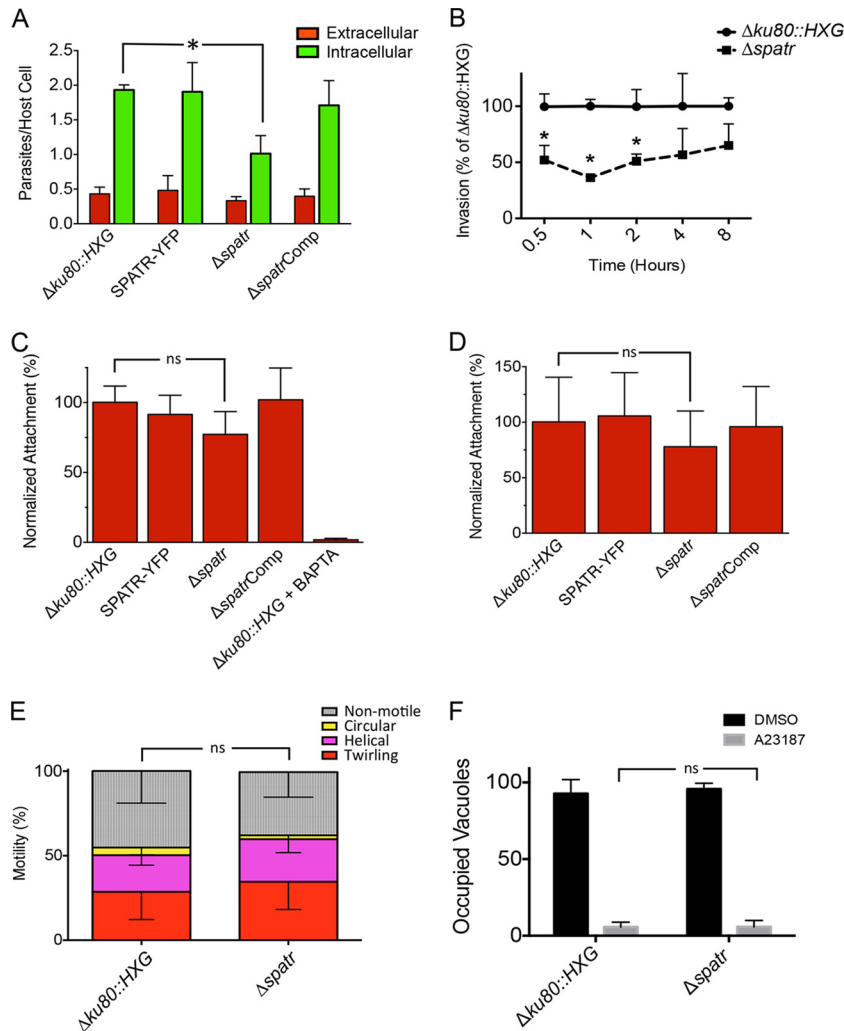 A
Extracellular
Intracellular
*
2.5
2.0
1.5
1.0
0.5
0.0
Parasites/Host Cell
Δku80::HXG
SPATR-YFP
Δspatr
ΔspatrComp
B
Δku80::HXG
Δspatr
100
50
0
* * *
Invasion (% of Δku80::HXG)
0.5 1 2 4 8
Time (Hours)
C
ns
100
50
0
Normalized Attachment (%)
Δku80::HXG
SPATR-YFP
Δspatr
ΔspatrComp
Δku80::HXG + BAPTA
D
ns
150
100
50
0
Normalized Attachment (%)
Δku80::HXG
SPATR-YFP
Δspatr
ΔspatrComp
E
Non-motile
Circular
Helical
Twirling
ns
100
50
0
Motility (%)
Δku80::HXG
Δspatr
F
DMSO
A23187
ns
100
50
0
Occupied Vacuoles
Δku80::HXG
Δspatr